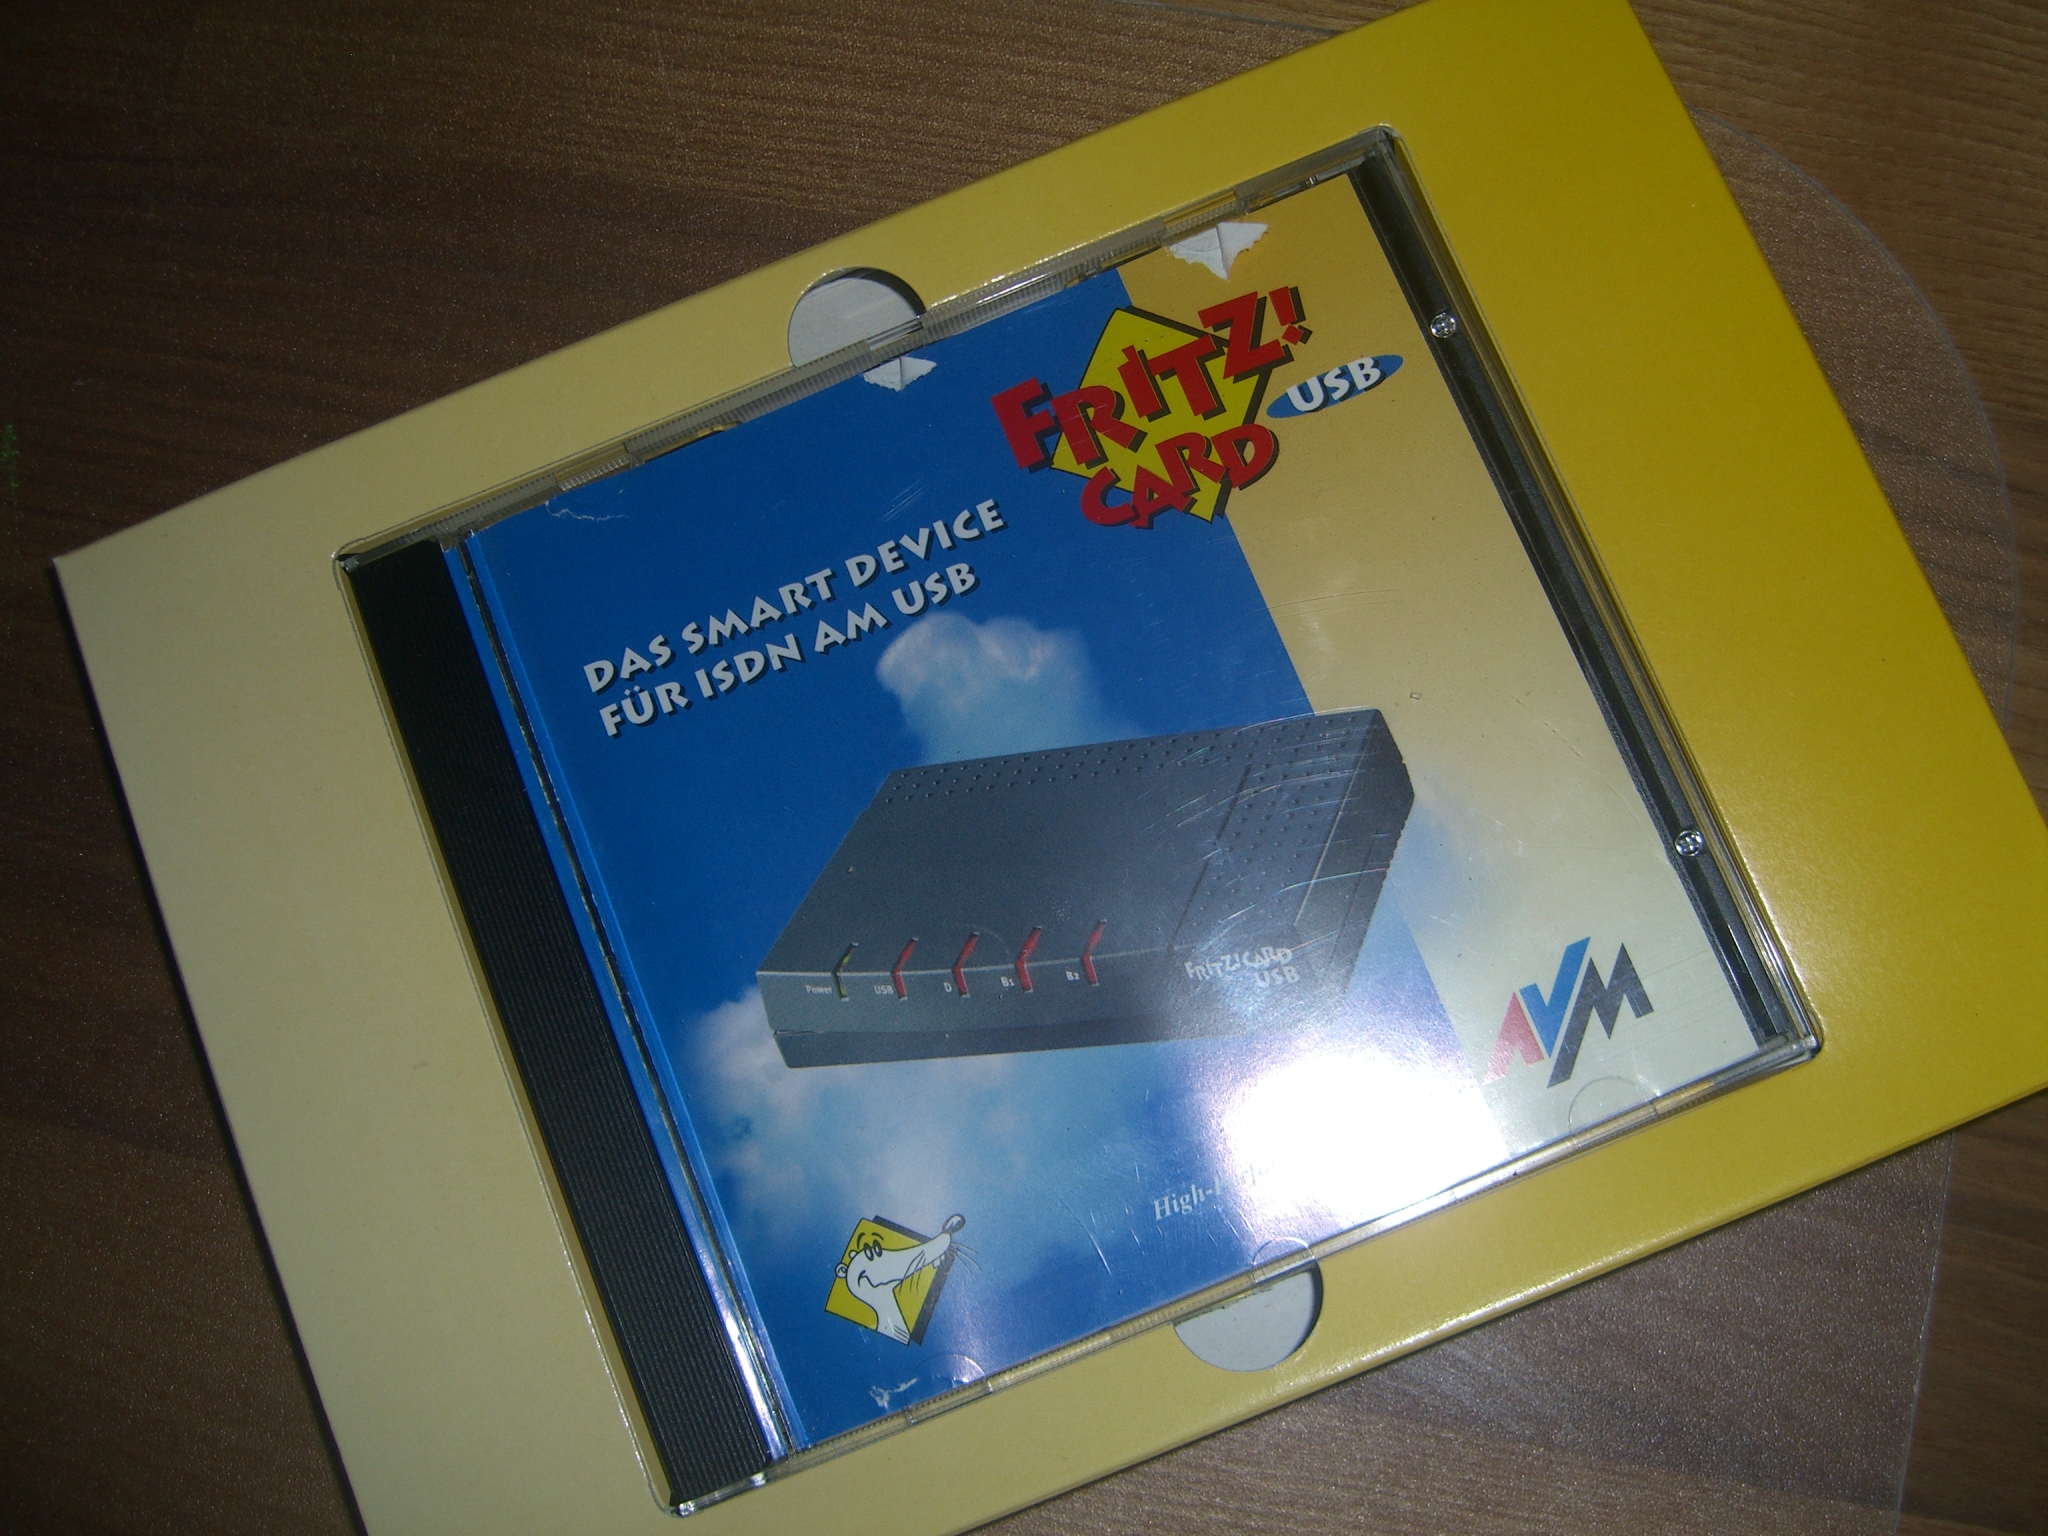 FRITZ!
CARD
USB
DAS SMART DEVICE
FÜR ISDN AM USB
Power USB D B1 B2
FRITZ!CARD
USB
AVM